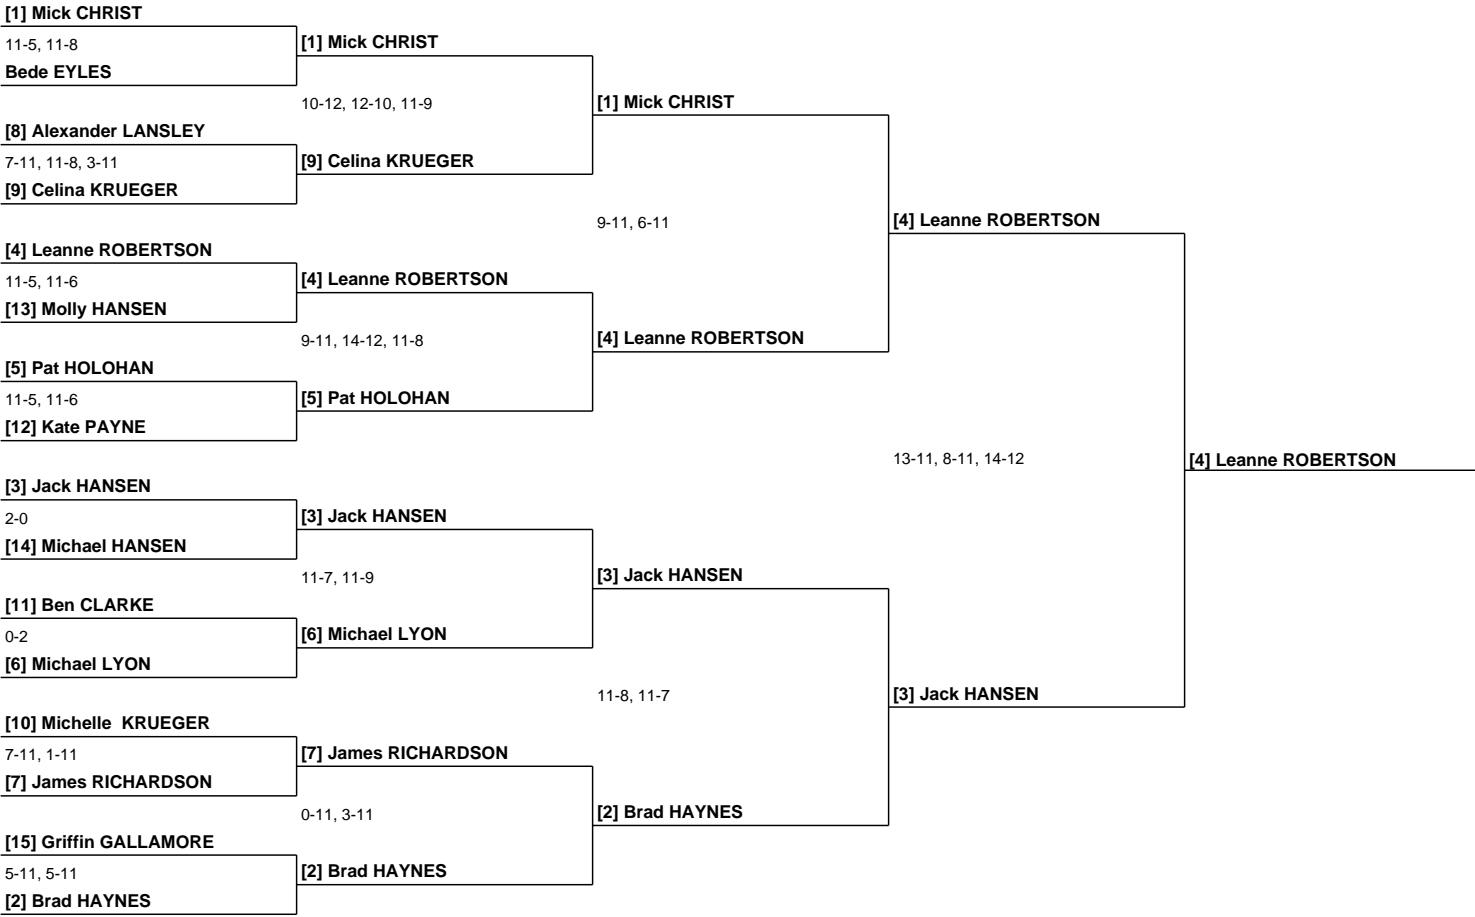 [1] Mick CHRIST
11-5, 11-8
Bede EYLES
[8] Alexander LANSLEY
7-11, 11-8, 3-11
[9] Celina KRUEGER
[4] Leanne ROBERTSON
11-5, 11-6
[13] Molly HANSEN
[5] Pat HOLOHAN
11-5, 11-6
[12] Kate PAYNE
[3] Jack HANSEN
2-0
[14] Michael HANSEN
[11] Ben CLARKE
0-2
[6] Michael LYON
[10] Michelle  KRUEGER
7-11, 1-11
[7] James RICHARDSON
[15] Griffin GALLAMORE
5-11, 5-11
[2] Brad HAYNES
[1] Mick CHRIST
10-12, 12-10, 11-9
[9] Celina KRUEGER
[4] Leanne ROBERTSON
9-11, 14-12, 11-8
[5] Pat HOLOHAN
[3] Jack HANSEN
11-7, 11-9
[6] Michael LYON
[7] James RICHARDSON
0-11, 3-11
[2] Brad HAYNES
[1] Mick CHRIST
9-11, 6-11
[4] Leanne ROBERTSON
[3] Jack HANSEN
11-8, 11-7
[2] Brad HAYNES
[4] Leanne ROBERTSON
13-11, 8-11, 14-12
[3] Jack HANSEN
[4] Leanne ROBERTSON